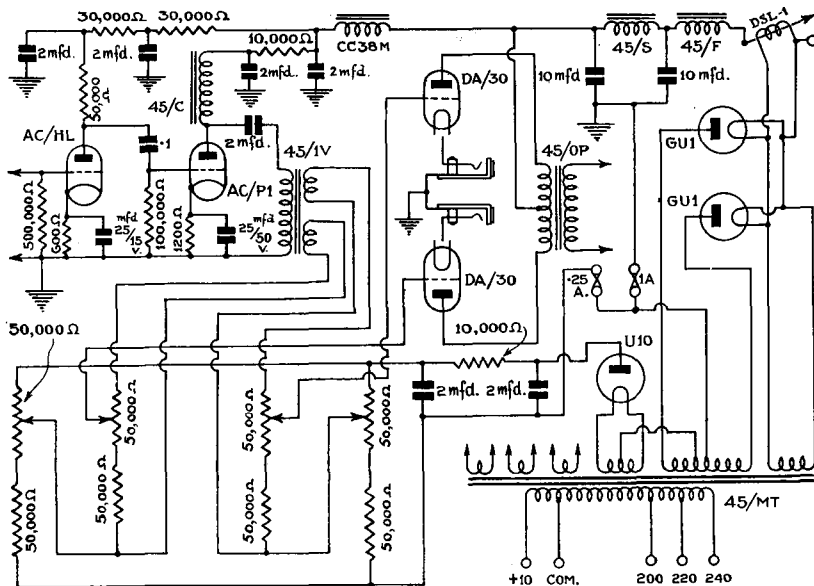 30,000Ω
30,000Ω
10,000Ω
2mfd.
2mfd.
CC38M
45/S
45/F
DSL-1
50,000Ω
45/C
2mfd.
2mfd.
DA/30
10 mfd
10 mfd.
AC/HL
·1
2mfd.
GU1
45/1V
45/OP
AC/P1
GU1
500,000Ω
600Ω
mfd
25/15
v.
100,000Ω
1200Ω
mfd
25/50
v.
DA/30
·25
A.
1A
50,000Ω
10,000Ω
U10
2mfd.
2mfd.
50,000Ω
50,000Ω
50,000Ω
50,000Ω
50,000Ω
50,000Ω
50,000Ω
45/MT
+10
COM.
200
220
240